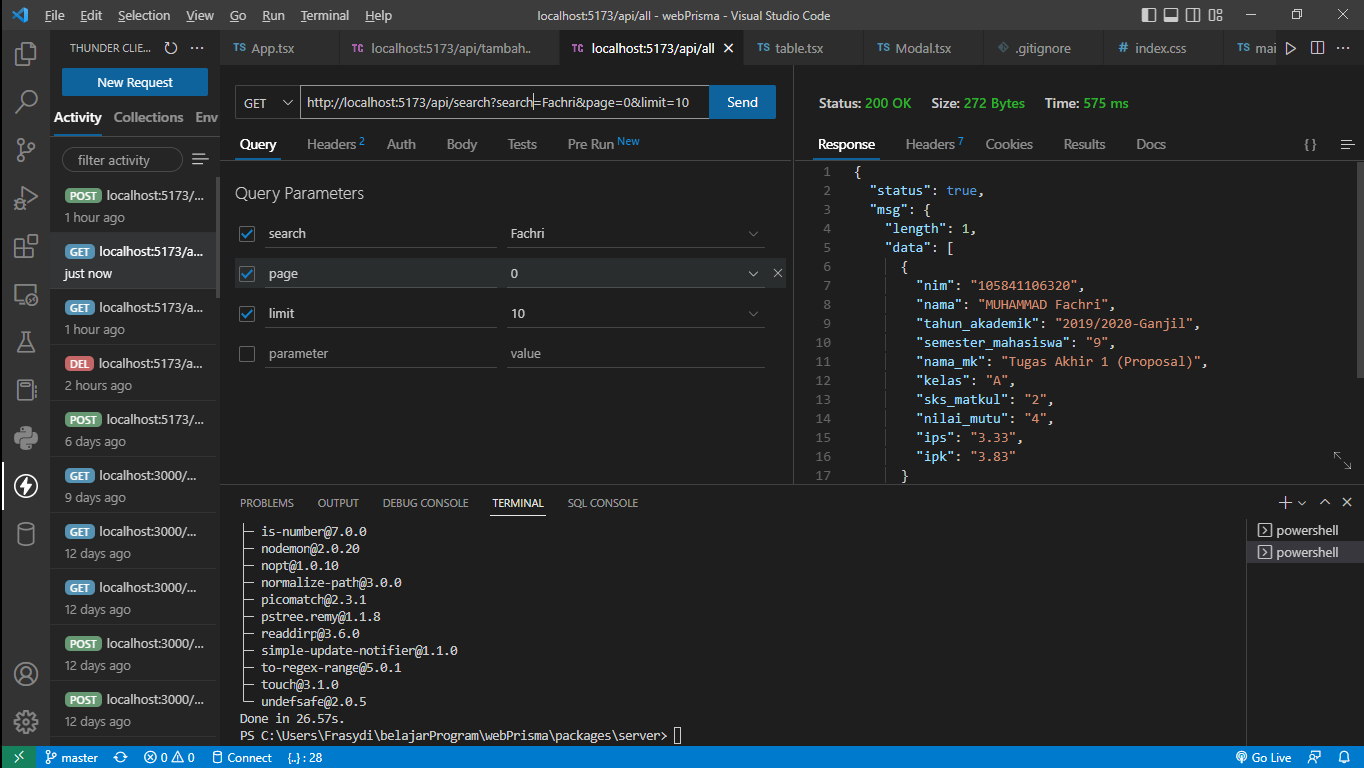 File Edit Selection View Go Run Terminal Help localhost:5173/api/all - webPrisma - Visual Studio Code
THUNDER CLIE... ···
TS App.tsx TC localhost:5173/api/tambah.. TC localhost:5173/api/all TS table.tsx TS Modal.tsx .gitignore # index.css TS mai ···
New Request
Activity Collections Env
filter activity
POST localhost:5173/...
1 hour ago
GET localhost:5173/a...
just now
GET localhost:5173/a...
1 hour ago
DEL localhost:5173/a...
2 hours ago
POST localhost:5173/...
6 days ago
GET localhost:3000/...
9 days ago
GET localhost:3000/...
12 days ago
GET localhost:3000/...
12 days ago
POST localhost:3000/...
12 days ago
POST localhost:3000/...
12 days ago
GET http://localhost:5173/api/search?search=Fachri&page=0&limit=10 Send
Query Headers 2 Auth Body Tests Pre Run New
Query Parameters
search Fachri
page 0
limit 10
parameter value
Status: 200 OK Size: 272 Bytes Time: 575 ms
Response Headers 7 Cookies Results Docs { }
1 {
2 "status": true,
3 "msg": {
4 "length": 1,
5 "data": [
6 {
7 "nim": "105841106320",
8 "nama": "MUHAMMAD Fachri",
9 "tahun_akademik": "2019/2020-Ganjil",
10 "semester_mahasiswa": "9",
11 "nama_mk": "Tugas Akhir 1 (Proposal)",
12 "kelas": "A",
13 "sks_matkul": "2",
14 "nilai_mutu": "4",
15 "ips": "3.33",
16 "ipk": "3.83"
17 }
PROBLEMS OUTPUT DEBUG CONSOLE TERMINAL SQL CONSOLE
├─ is-number@7.0.0
├─ nodemon@2.0.20
├─ nopt@1.0.10
├─ normalize-path@3.0.0
├─ picomatch@2.3.1
├─ pstree.remy@1.1.8
├─ readdirp@3.6.0
├─ simple-update-notifier@1.1.0
├─ to-regex-range@5.0.1
├─ touch@3.1.0
└─ undefsafe@2.0.5
Done in 26.57s.
PS C:\Users\Frasydi\belajarProgram\webPrisma\packages\server>
powershell
powershell
master 0 0 Connect {..} : 28 Go Live